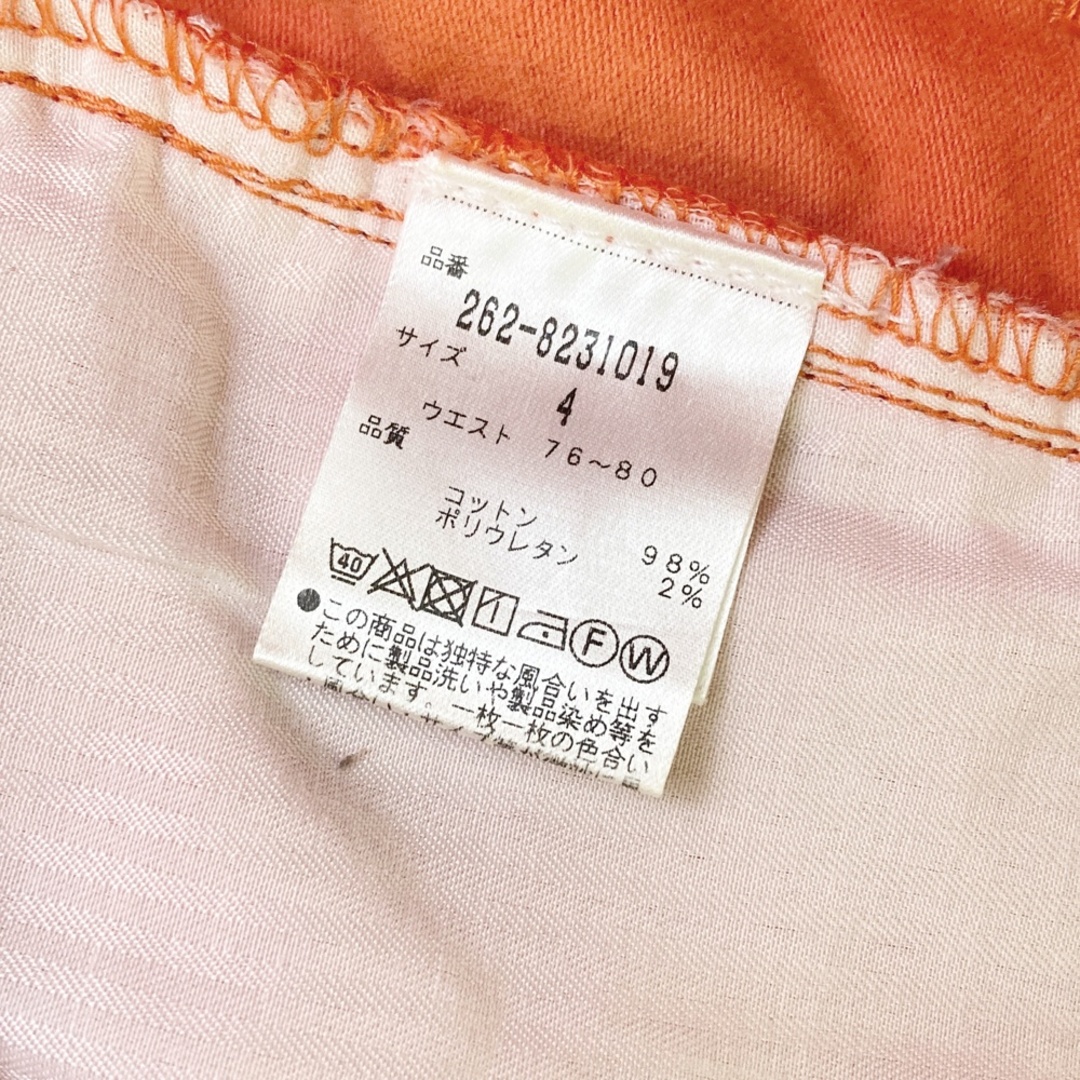 品番
262-8231019
サイズ
4
ウエスト 76～80
品質
コットン 98%
ポリウレタン 2%
40 F W
●この商品は独特な風合いを出す
ために製品洗いや製品染め等を
しています。一枚一枚の色合い